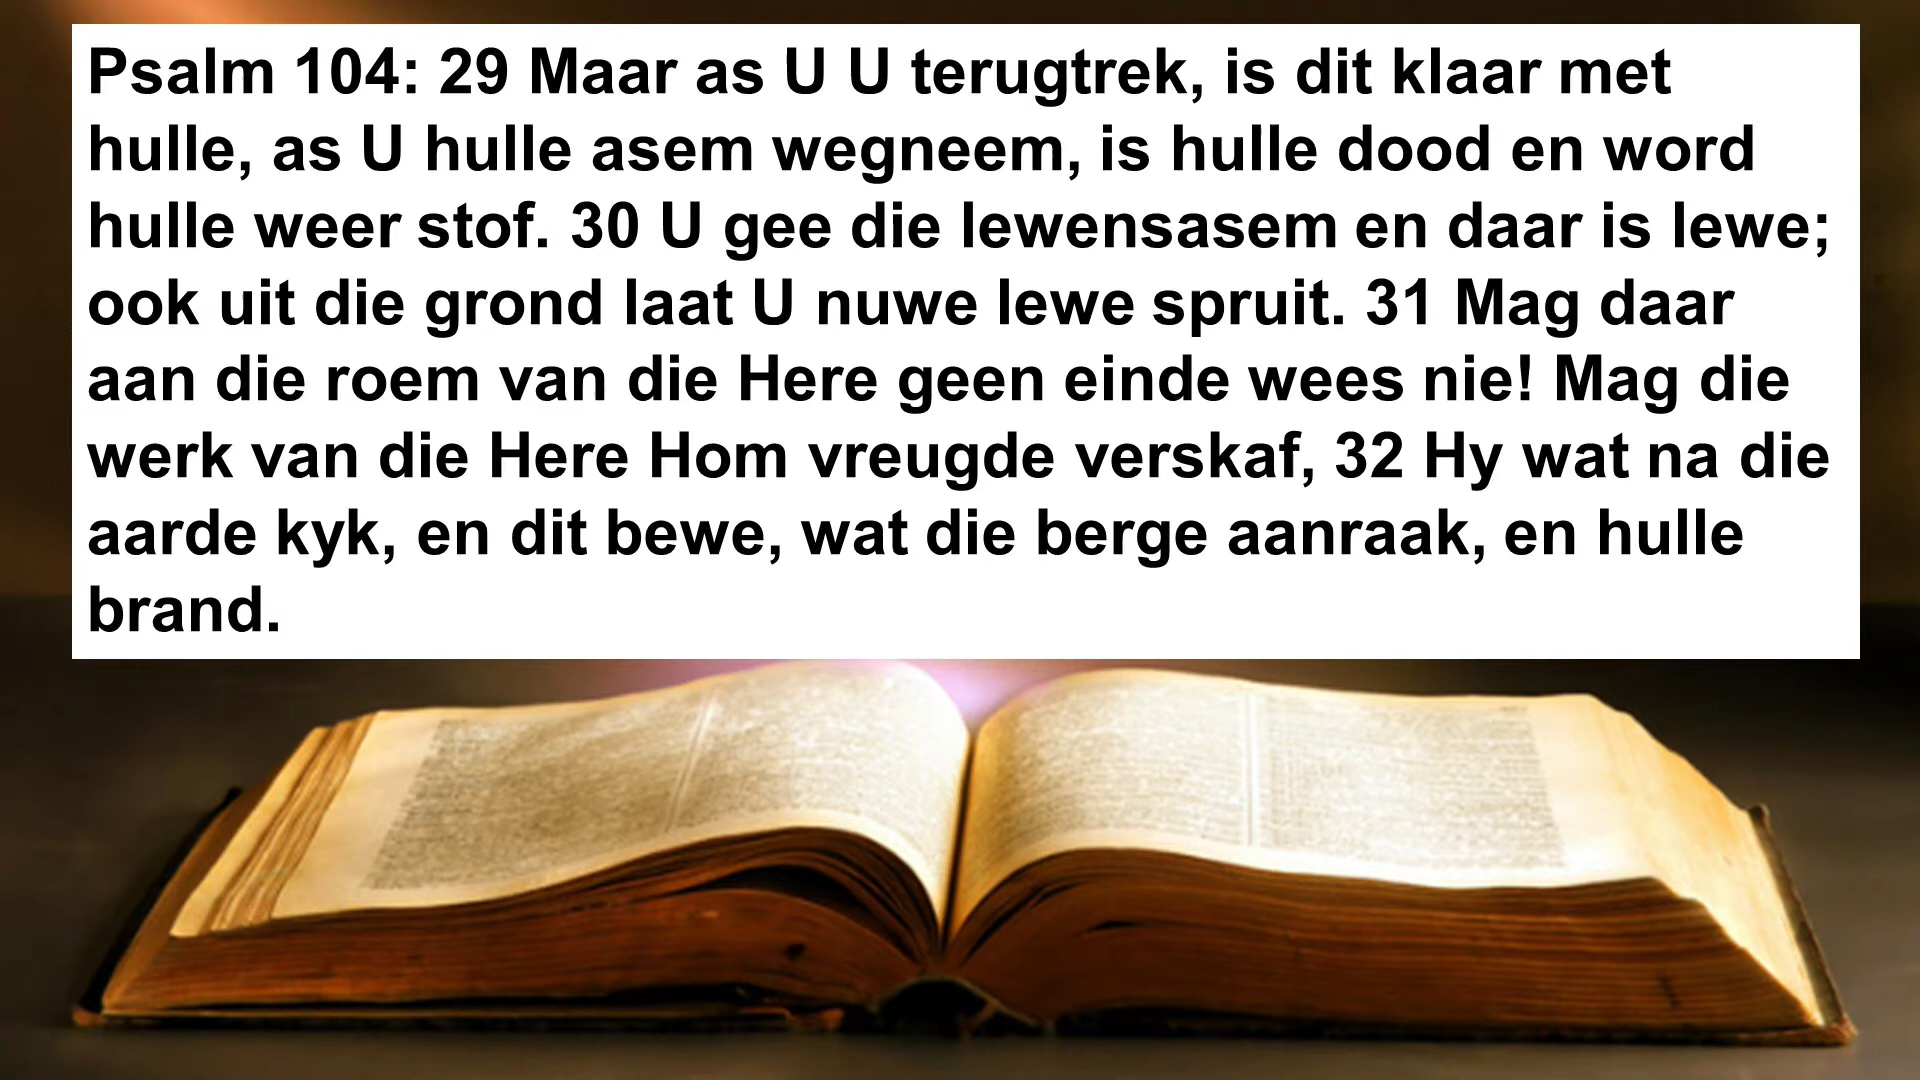 Psalm 104: 29 Maar as U U terugtrek, is dit klaar met
hulle, as U hulle asem wegneem, is hulle dood en word
hulle weer stof. 30 U gee die lewensasem en daar is lewe;
ook uit die grond laat U nuwe lewe spruit. 31 Mag daar
aan die roem van die Here geen einde wees nie! Mag die
werk van die Here Hom vreugde verskaf, 32 Hy wat na die
aarde kyk, en dit bewe, wat die berge aanraak, en hulle
brand.